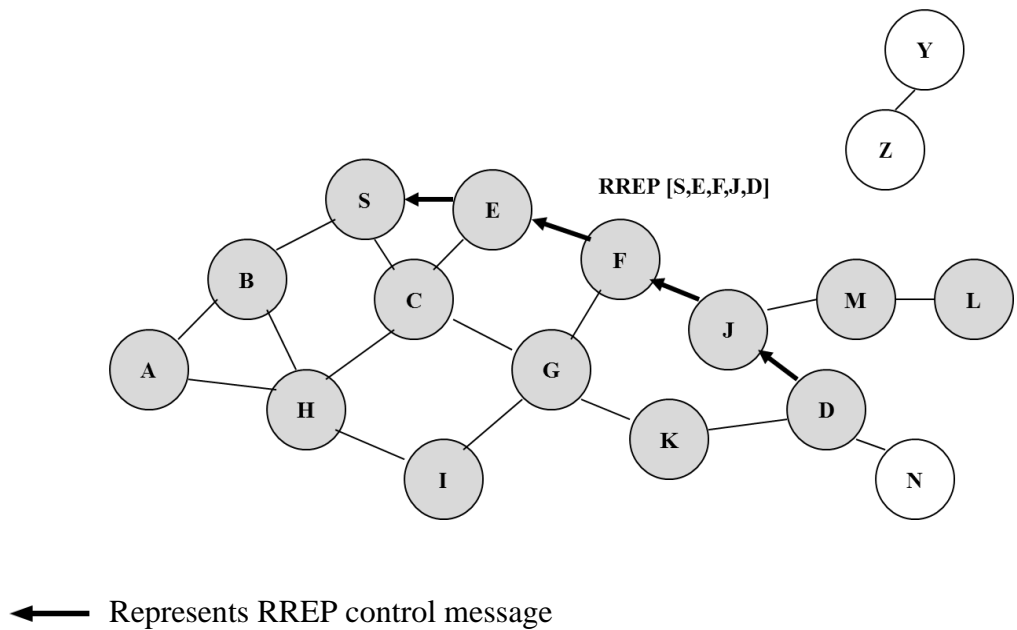 Y
Z
RREP [S,E,F,J,D]
S
E
B
F
C
M
L
J
A
G
H
D
K
I
N
Represents RREP control message